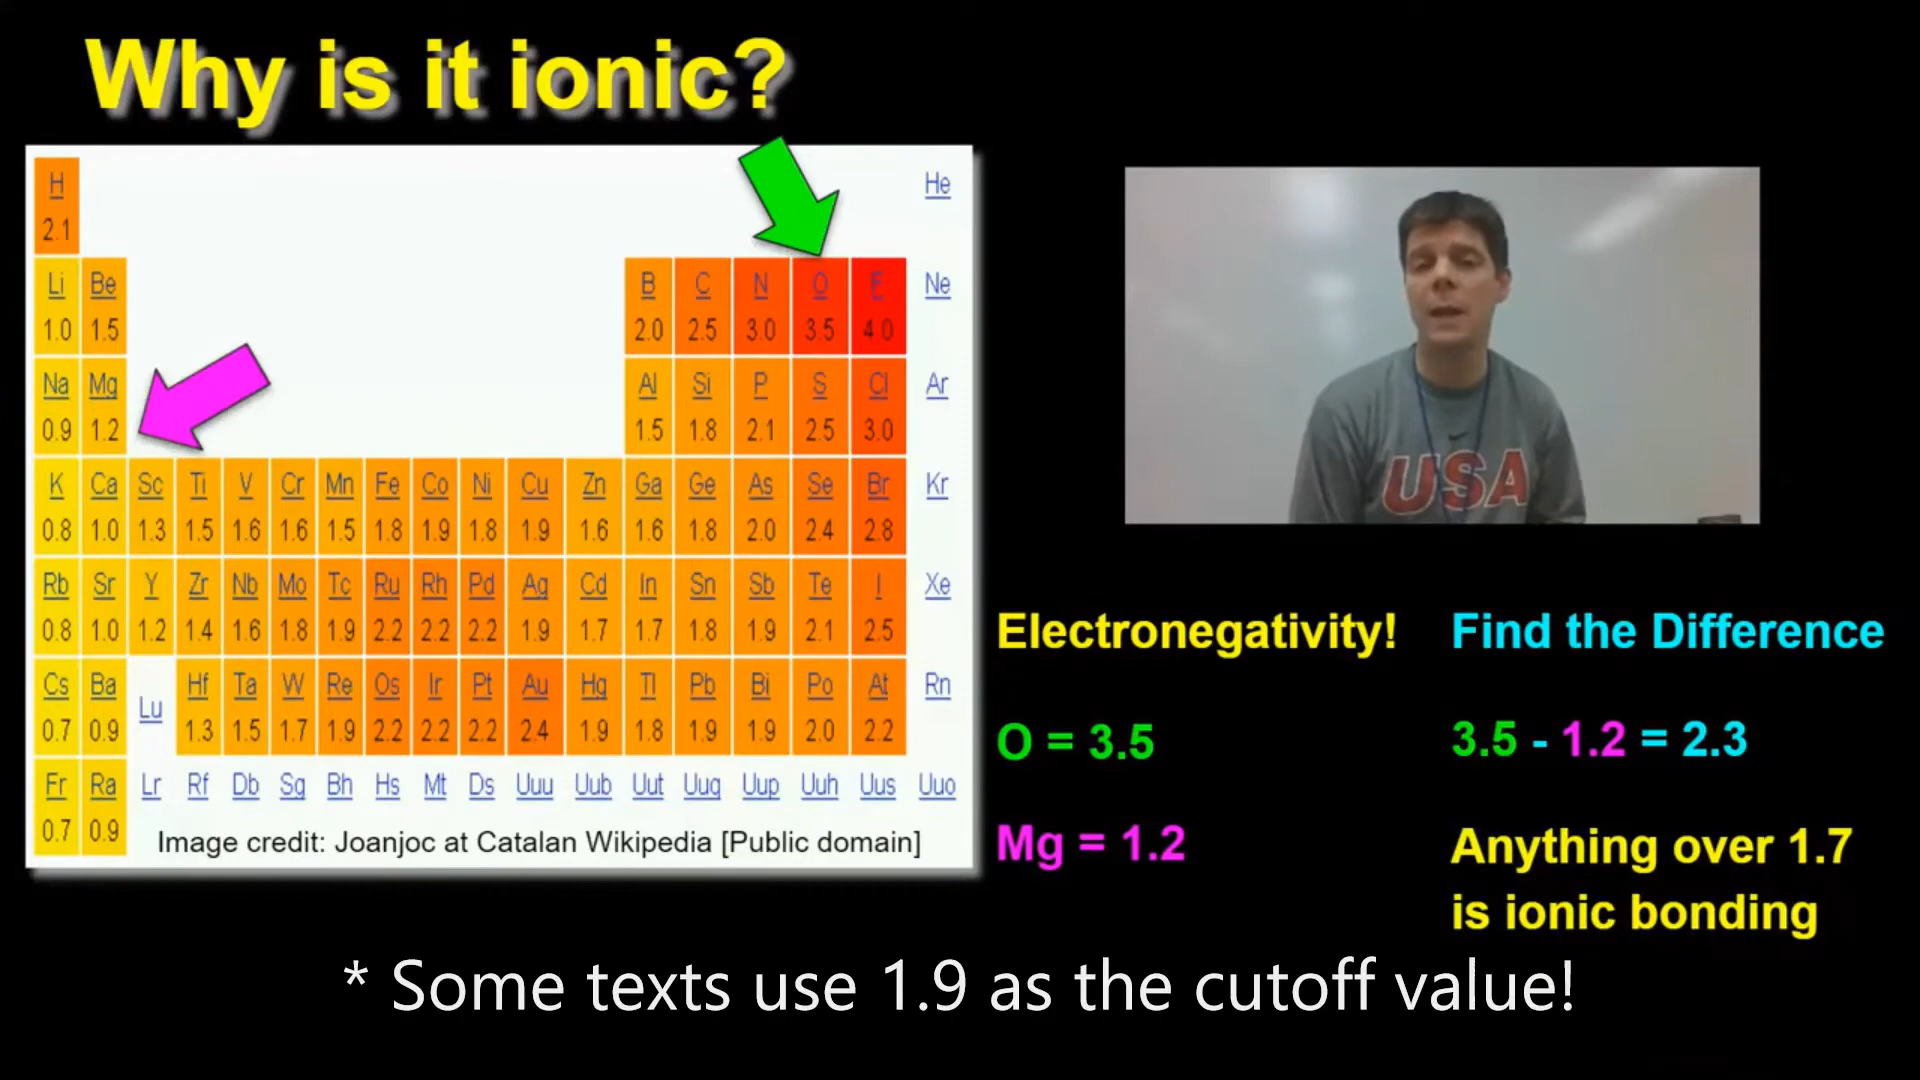 Why is it ionic?
H He
2.1
Li Be B C N O F Ne
1.0 1.5 2.0 2.5 3.0 3.5 4.0
Na Mg Al Si P S Cl Ar
0.9 1.2 1.5 1.8 2.1 2.5 3.0
K Ca Sc Ti V Cr Mn Fe Co Ni Cu Zn Ga Ge As Se Br Kr
0.8 1.0 1.3 1.5 1.6 1.6 1.5 1.8 1.9 1.8 1.9 1.6 1.6 1.8 2.0 2.4 2.8
Rb Sr Y Zr Nb Mo Tc Ru Rh Pd Ag Cd In Sn Sb Te I Xe
0.8 1.0 1.2 1.4 1.6 1.8 1.9 2.2 2.2 2.2 1.9 1.7 1.7 1.8 1.9 2.1 2.5
Cs Ba Lu Hf Ta W Re Os Ir Pt Au Hg Tl Pb Bi Po At Rn
0.7 0.9 1.3 1.5 1.7 1.9 2.2 2.2 2.2 2.4 1.9 1.8 1.9 1.9 2.0 2.2
Fr Ra Lr Rf Db Sg Bh Hs Mt Ds Uuu Uub Uut Uuq Uup Uuh Uus Uuo
0.7 0.9
Image credit: Joanjoc at Catalan Wikipedia [Public domain]
USA
Electronegativity!
O = 3.5
Mg = 1.2
Find the Difference
3.5 - 1.2 = 2.3
Anything over 1.7
is ionic bonding
* Some texts use 1.9 as the cutoff value!